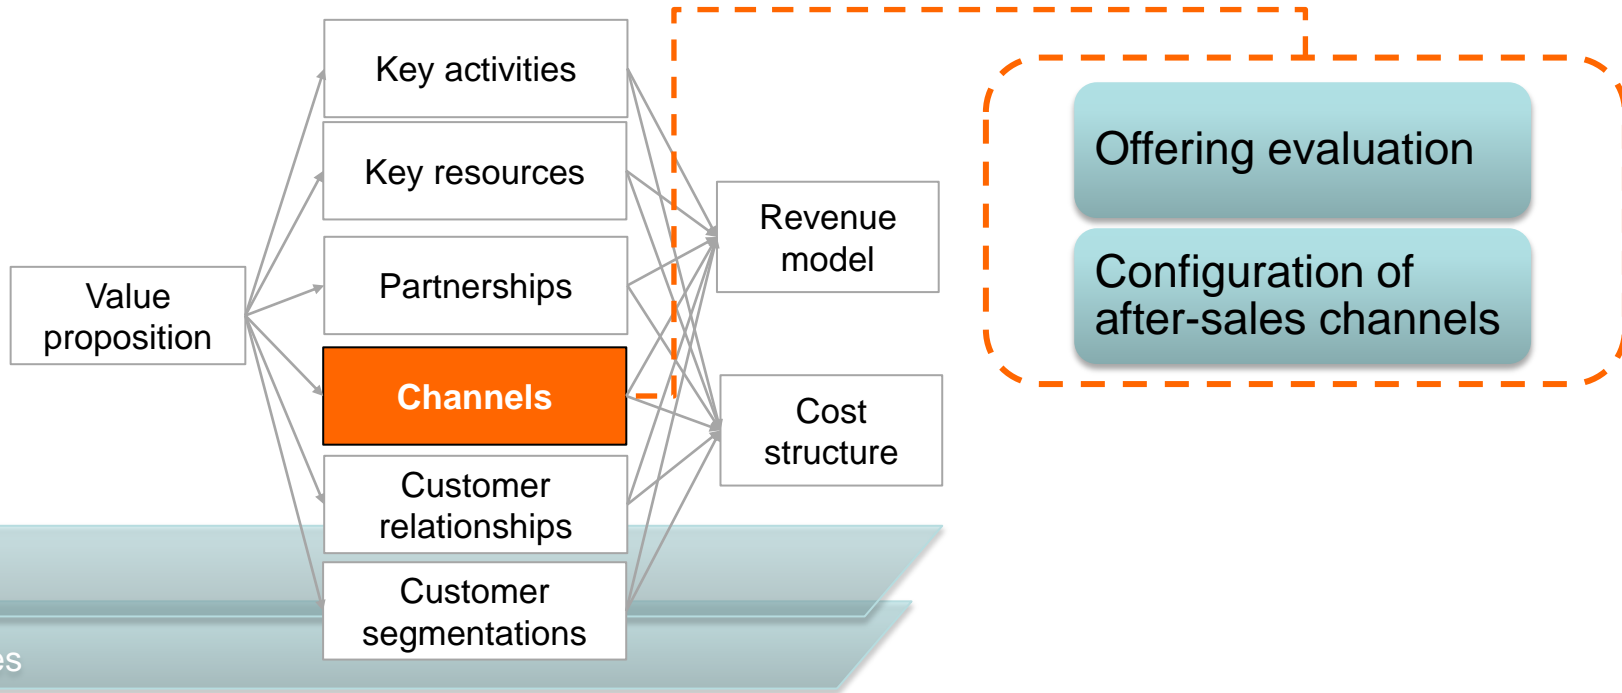 Key activities
Key resources
Partnerships
Channels
Customer
relationships
Customer
segmentations
Value
proposition
Revenue
model
Cost
structure
Offering evaluation
Configuration of
after-sales channels